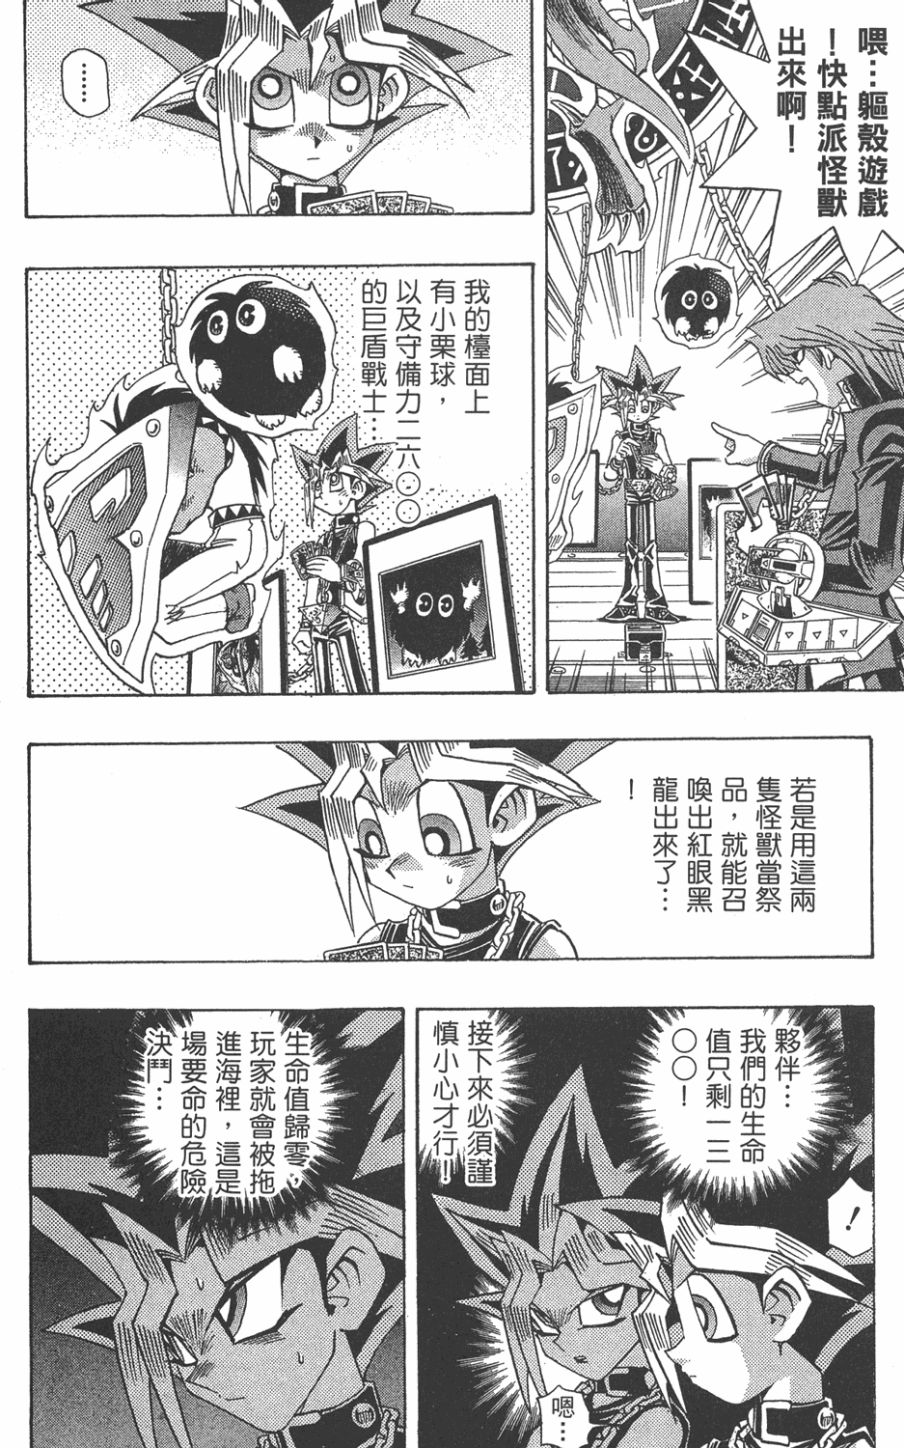 喂…軀殼遊戲
！快點派怪獸
出來啊！
…
我的檯面上
有小栗球，
以及守備力二六〇〇
的巨盾戰士…
若是用這兩
隻怪獸當祭
品，就能召
喚出紅眼黑
龍出來了…
！
夥伴…
我們的生命
值只剩一三
〇〇！
！
接下來必須謹
慎小心才行！
嗯…
生命值歸零，
玩家就會被拖
進海裡，這是
場要命的危險
決鬥…